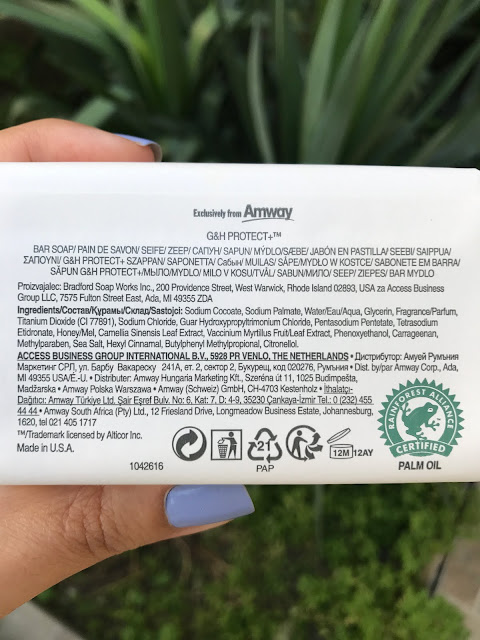 Exclusively from Amway
G&H PROTECT+™
BAR SOAP/ PAIN DE SAVON/ SEIFE/ ZEEP/ САПУН/ SAPUN/ MÝDLO/SÆBE/ JABÓN EN PASTILLA/ SEEBI/ SAIPPUA/
ΣΑΠΟΥΝΙ/ G&H PROTECT+ SZAPPAN/ SAPONETTA/ Сабын/ MUILAS/ SĀPE/MYDŁO W KOSTCE/ SABONETE EM BARRA/
SĂPUN G&H PROTECT+/МЫЛО/MYDLO/ MILO V KOSU/TVÅL/ SABUN/МИЛО/ SEEP/ ZIEPES/ BAR MYDLO
Proizvajalec: Bradford Soap Works Inc., 200 Providence Street, West Warwick, Rhode Island 02893, USA za Access Business
Group LLC, 7575 Fulton Street East, Ada, MI 49355 ZDA
Ingredients/Состав/Құрамы/Склад/Sastojci: Sodium Cocoate, Sodium Palmate, Water/Eau/Aqua, Glycerin, Fragrance/Parfum,
Titanium Dioxide (CI 77891), Sodium Chloride, Guar Hydroxypropyltrimonium Chloride, Pentasodium Pentetate, Tetrasodium
Etidronate, Honey/Mel, Camellia Sinensis Leaf Extract, Vaccinium Myrtillus Fruit/Leaf Extract, Phenoxyethanol, Carrageenan,
Methylparaben, Sea Salt, Hexyl Cinnamal, Butylphenyl Methylpropional, Citronellol.
ACCESS BUSINESS GROUP INTERNATIONAL B.V., 5928 PR VENLO, THE NETHERLANDS • Дистрибутор: Амуей Румъния
Маркетинг СРЛ, ул. Барбу Вакареску 241А, ет. 2, сектор 2, Букурещ, код 020276, Румъния • Dist. by/par Amway Corp., Ada,
MI 49355 USA/É.-U. • Distributer: Amway Hungaria Marketing Kft., Szeréna út 11, 1025 Budimpešta,
Madžarska • Amway Polska Warszawa • Amway (Schweiz) GmbH, CH-4703 Kestenholz • İthalatçı-
Dağıtıcı: Amway Türkiye Ltd. Şair Eşref Bulv. No: 6, Kat: 7, D: 4-9, 35230 Çankaya-İzmir Tel.: 0 (232) 455
44 44 • Amway South Africa (Pty) Ltd., 12 Friesland Drive, Longmeadow Business Estate, Johannesburg,
1620, tel 021 405 1717
™/Trademark licensed by Alticor Inc.
Made in U.S.A.
1042616
21
PAP
12M 12AY
RAINFOREST ALLIANCE
CERTIFIED
PALM OIL